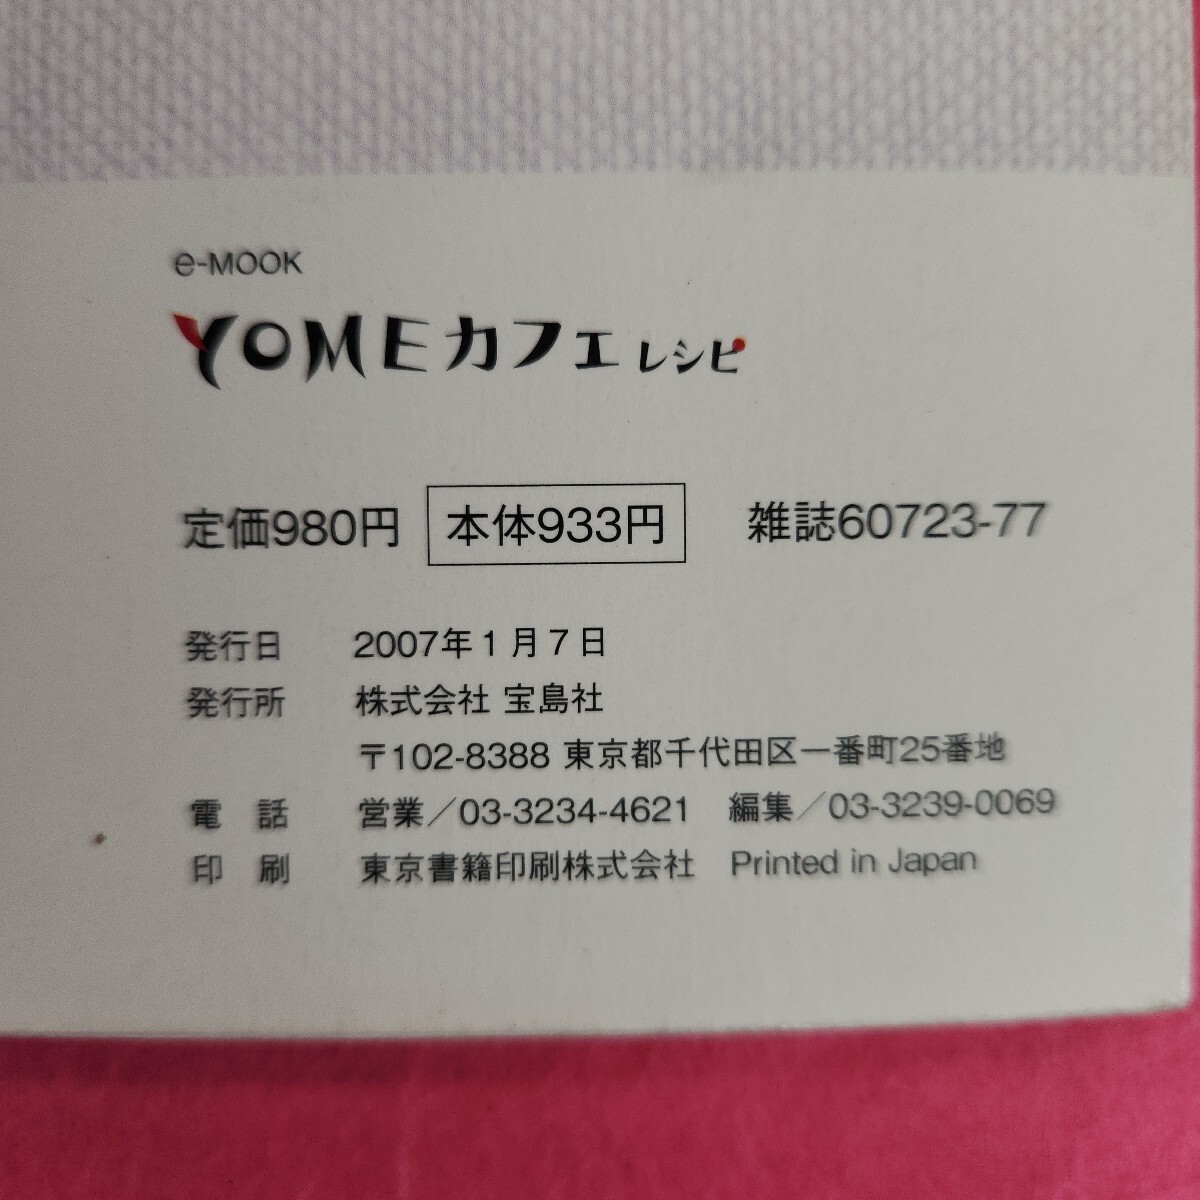 e-MOOK
YOMEカフェレシピ
定価980円 本体933円 雑誌60723-77
発行日 2007年1月7日
発行所 株式会社 宝島社
〒102-8388 東京都千代田区一番町25番地
電 話 営業／03-3234-4621 編集／03-3239-0069
印 刷 東京書籍印刷株式会社 Printed in Japan